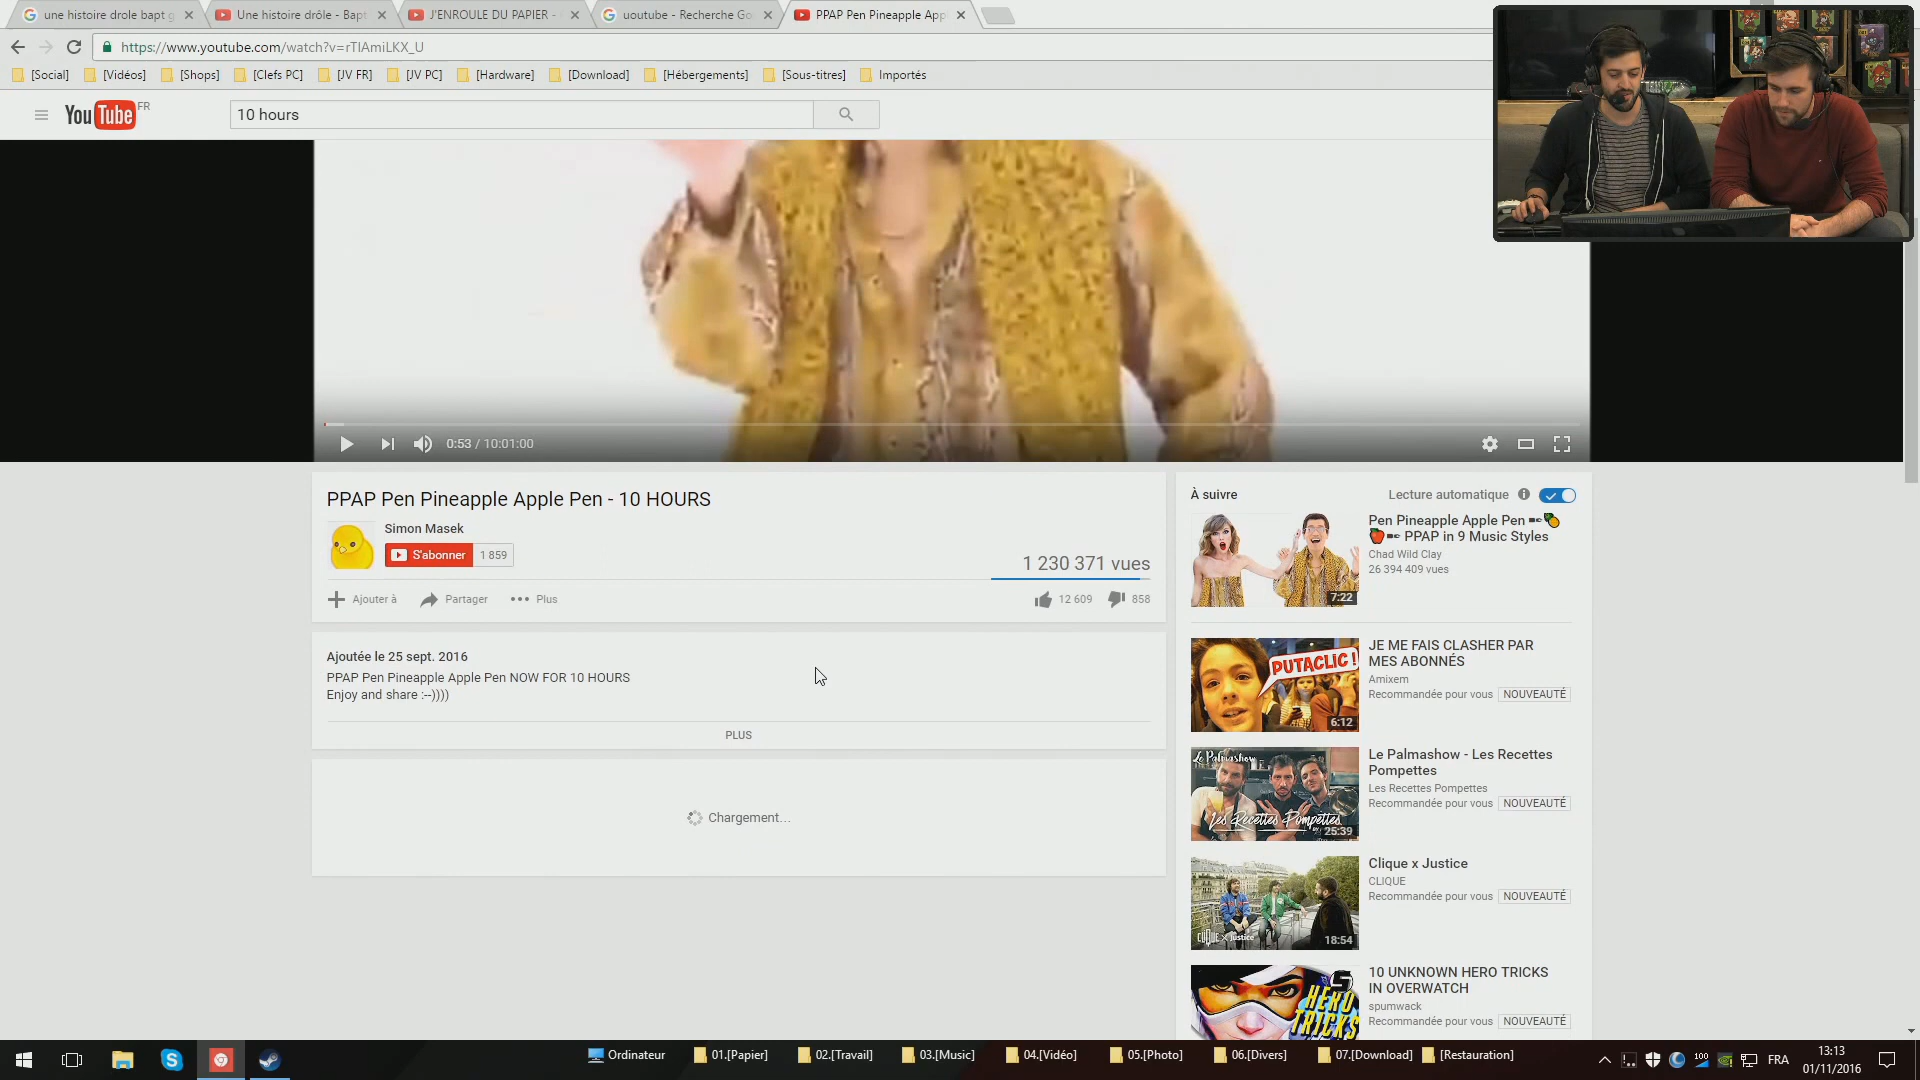 une histoire drole bapt g
Une histoire drôle - Bapt
J'ENROULE DU PAPIER -
uoutube - Recherche Go
PPAP Pen Pineapple App
https://www.youtube.com/watch?v=rTlAmiLKX_U
[Social]
[Vidéos]
[Shops]
[Clefs PC]
[JV FR]
[JV PC]
[Hardware]
[Download]
[Hébergements]
[Sous-titres]
Importés
YouTube FR
10 hours
0:53 / 10:01:00
PPAP Pen Pineapple Apple Pen - 10 HOURS
Simon Masek
S'abonner 1 859
1 230 371 vues
Ajouter à
Partager
Plus
12 609
858
Ajoutée le 25 sept. 2016
PPAP Pen Pineapple Apple Pen NOW FOR 10 HOURS
Enjoy and share :--))))
PLUS
Chargement...
À suivre
Lecture automatique
Pen Pineapple Apple Pen
PPAP in 9 Music Styles
Chad Wild Clay
26 394 409 vues
7:22
PUTACLIC !
6:12
JE ME FAIS CLASHER PAR
MES ABONNÉS
Amixem
Recommandée pour vous NOUVEAUTÉ
Le Palmashow
Les Recettes Pompettes
25:39
Le Palmashow - Les Recettes
Pompettes
Les Recettes Pompettes
Recommandée pour vous NOUVEAUTÉ
CLIQUE x Justice
18:54
Clique x Justice
CLIQUE
Recommandée pour vous NOUVEAUTÉ
HERO
TRICKS
10 UNKNOWN HERO TRICKS
IN OVERWATCH
spumwack
Recommandée pour vous NOUVEAUTÉ
Ordinateur
01.[Papier]
02.[Travail]
03.[Music]
04.[Vidéo]
05.[Photo]
06.[Divers]
07.[Download]
[Restauration]
100
FRA
13:13
01/11/2016